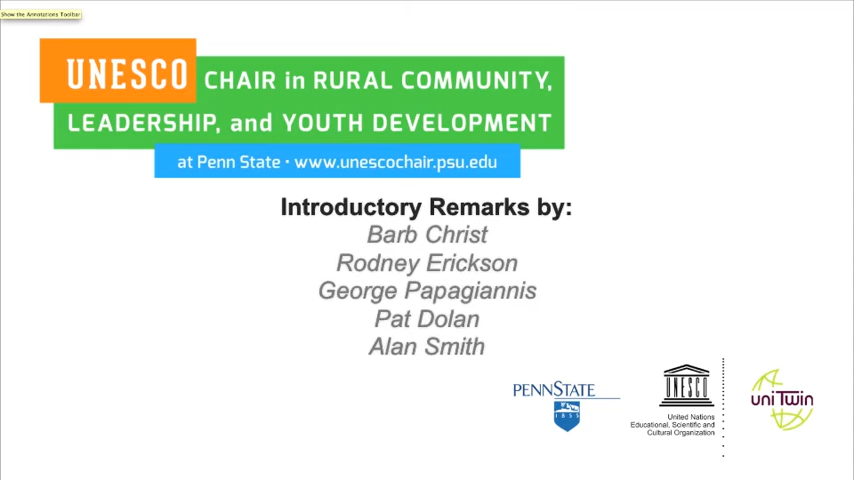 Show the Annotations Toolbar
UNESCO CHAIR in RURAL COMMUNITY,
LEADERSHIP, and YOUTH DEVELOPMENT
at Penn State • www.unescochair.psu.edu
Introductory Remarks by:
Barb Christ
Rodney Erickson
George Papagiannis
Pat Dolan
Alan Smith
PENNSTATE
1855
UNESCO
United Nations
Educational, Scientific and
Cultural Organization
uniTwin